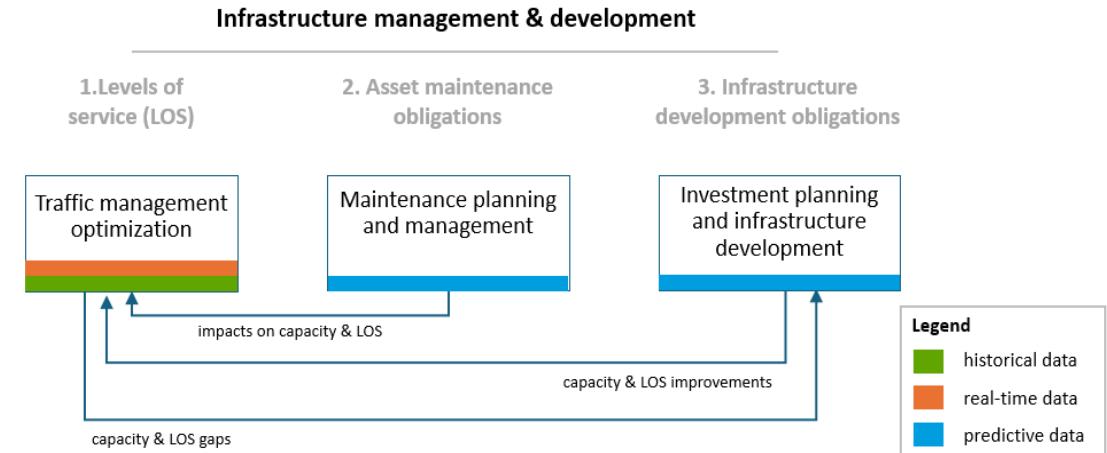 Infrastructure management & development
1.Levels of
service (LOS)
2. Asset maintenance
obligations
3. Infrastructure
development obligations
Traffic management
optimization
Maintenance planning
and management
Investment planning
and infrastructure
development
impacts on capacity & LOS
capacity & LOS improvements
capacity & LOS gaps
Legend
historical data
real-time data
predictive data